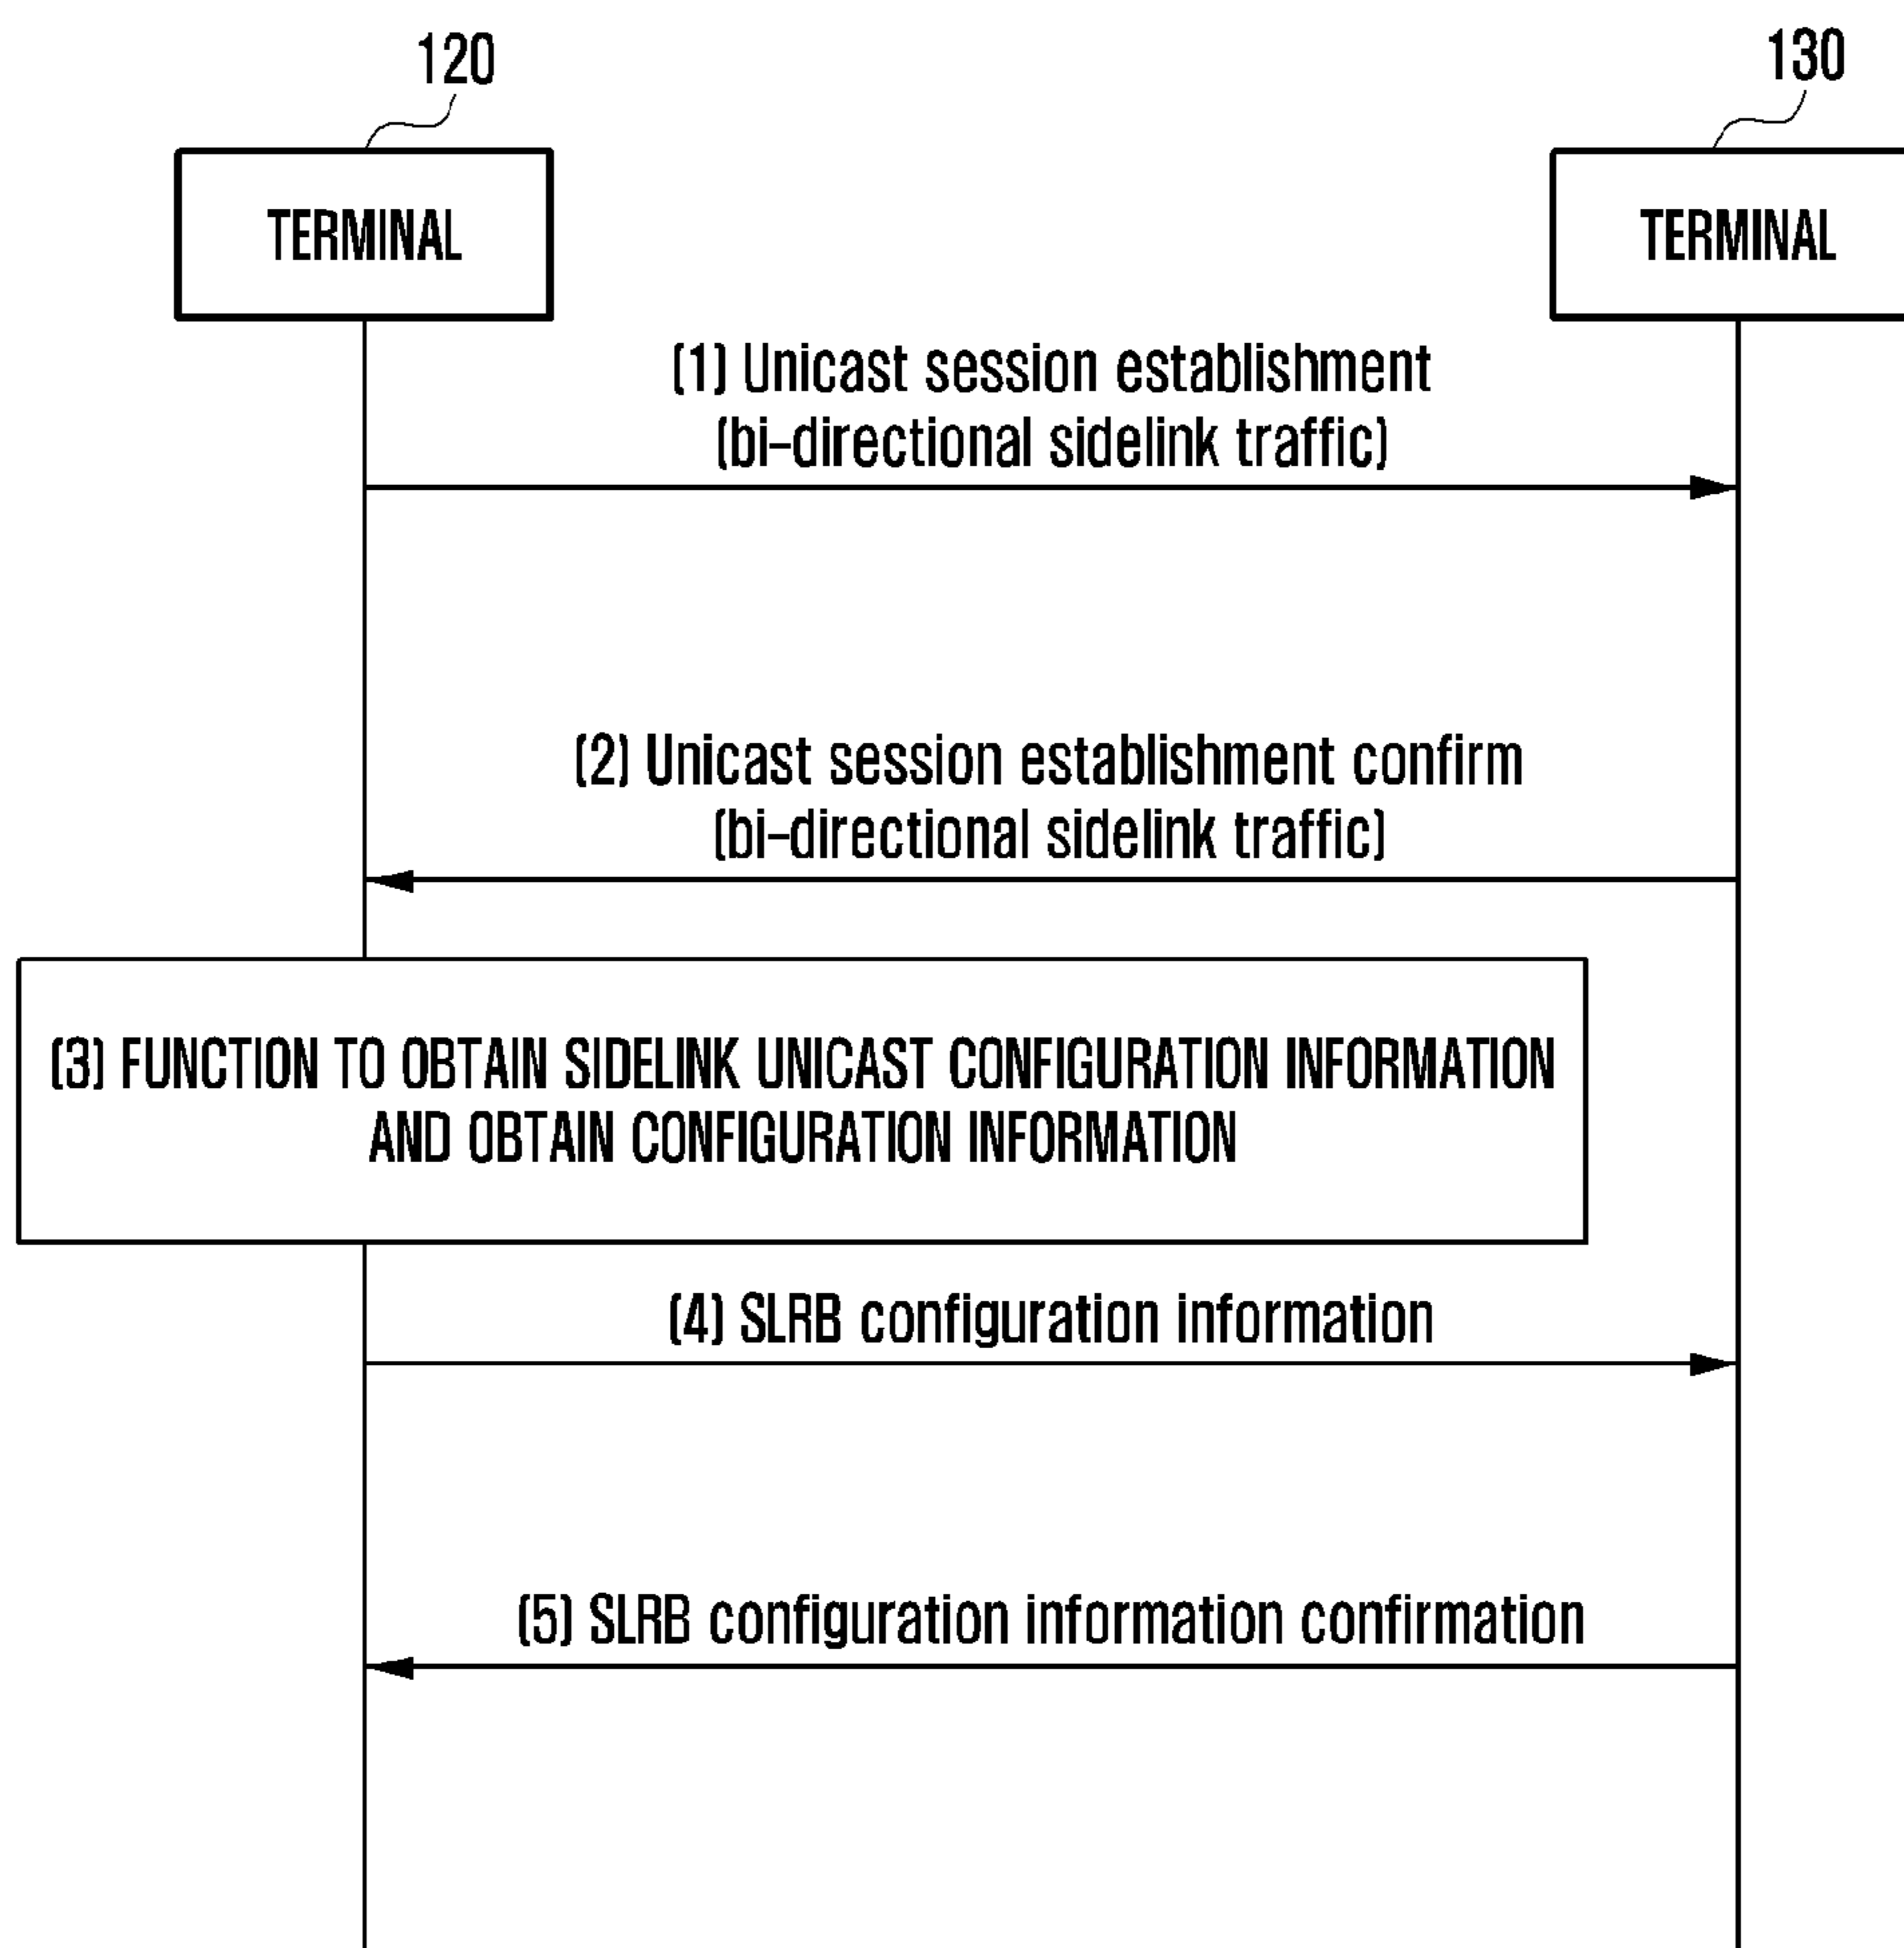 120
130
TERMINAL
TERMINAL
(1) Unicast session establishment
(bi-directional sidelink traffic)
(2) Unicast session establishment confirm
(bi-directional sidelink traffic)
(3) FUNCTION TO OBTAIN SIDELINK UNICAST CONFIGURATION INFORMATION
AND OBTAIN CONFIGURATION INFORMATION
(4) SLRB configuration information
(5) SLRB configuration information confirmation